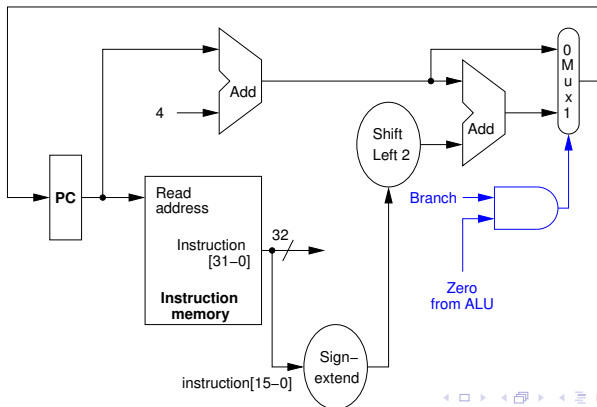 0
M
u
x
1
Add
4
Add
Shift
Left 2
PC
Read
address
Branch
Instruction
[31−0]
32
Instruction
memory
Zero
from ALU
Sign−
extend
instruction[15−0]